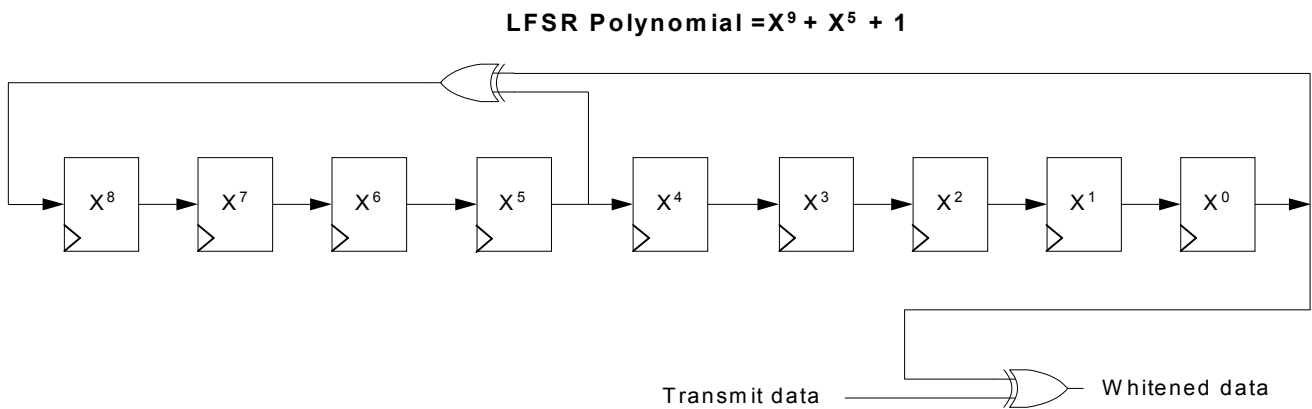 LFSR Polynomial =X⁹ + X⁵ + 1
X⁸ X⁷ X⁶ X⁵ X⁴ X³ X² X¹ X⁰
Transmit data
Whitened data